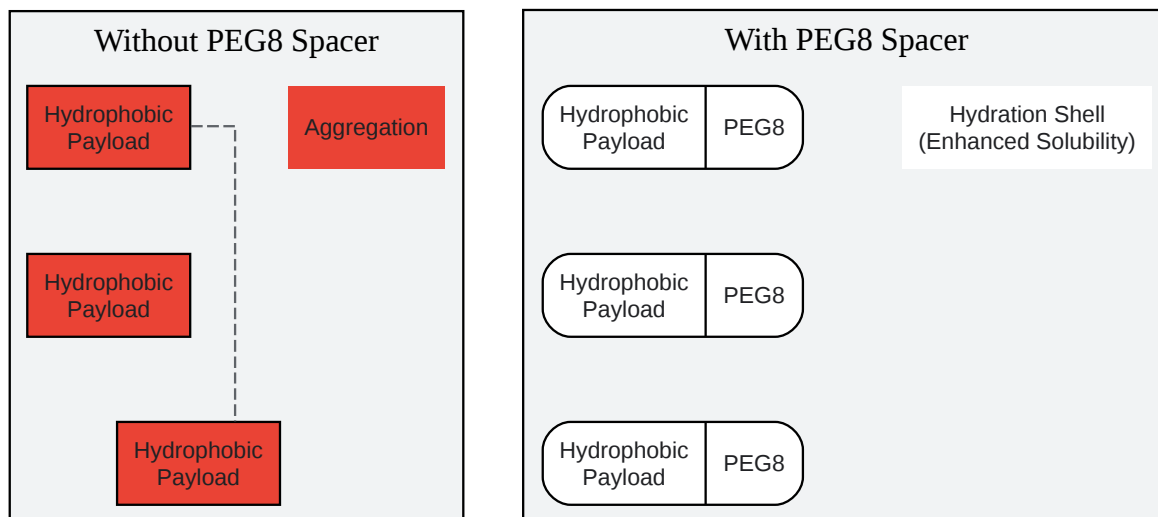 Without PEG8 Spacer
Hydrophobic
Payload
Aggregation
Hydrophobic
Payload
Hydrophobic
Payload
With PEG8 Spacer
Hydrophobic
Payload
PEG8
Hydration Shell
(Enhanced Solubility)
Hydrophobic
Payload
PEG8
Hydrophobic
Payload
PEG8